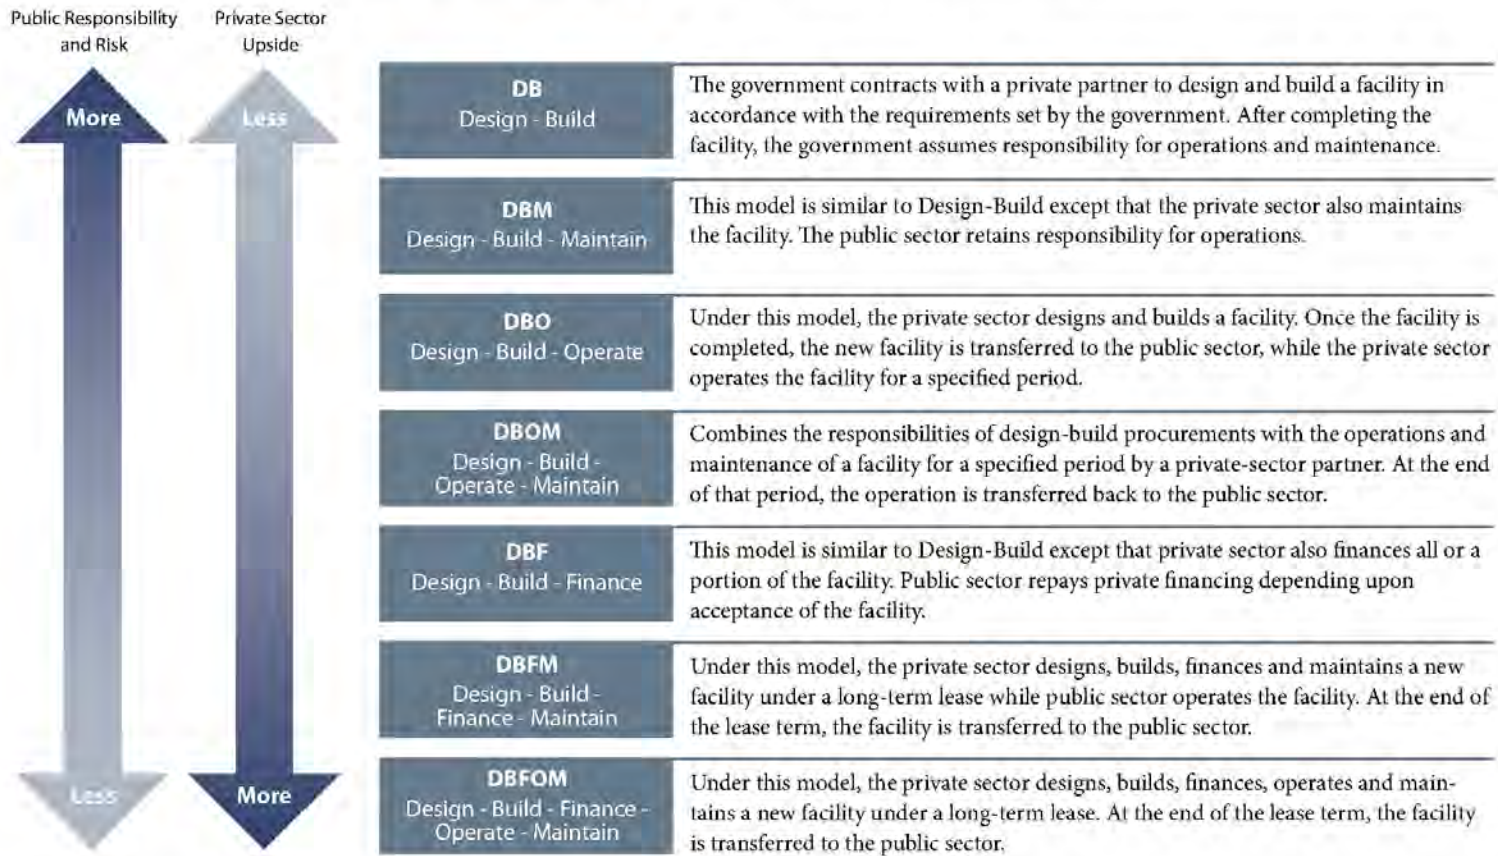 Public Responsibility
and Risk
Private Sector
Upside
More
Less
Less
More
DB
Design - Build
The government contracts with a private partner to design and build a facility in
accordance with the requirements set by the government. After completing the
facility, the government assumes responsibility for operations and maintenance.
DBM
Design - Build - Maintain
This model is similar to Design-Build except that the private sector also maintains
the facility. The public sector retains responsibility for operations.
DBO
Design - Build - Operate
Under this model, the private sector designs and builds a facility. Once the facility is
completed, the new facility is transferred to the public sector, while the private sector
operates the facility for a specified period.
DBOM
Design - Build -
Operate - Maintain
Combines the responsibilities of design-build procurements with the operations and
maintenance of a facility for a specified period by a private-sector partner. At the end
of that period, the operation is transferred back to the public sector.
DBF
Design - Build - Finance
This model is similar to Design-Build except that private sector also finances all or a
portion of the facility. Public sector repays private financing depending upon
acceptance of the facility.
DBFM
Design - Build -
Finance - Maintain
Under this model, the private sector designs, builds, finances and maintains a new
facility under a long-term lease while public sector operates the facility. At the end of
the lease term, the facility is transferred to the public sector.
DBFOM
Design - Build - Finance -
Operate - Maintain
Under this model, the private sector designs, builds, finances, operates and main-
tains a new facility under a long-term lease. At the end of the lease term, the facility
is transferred to the public sector.